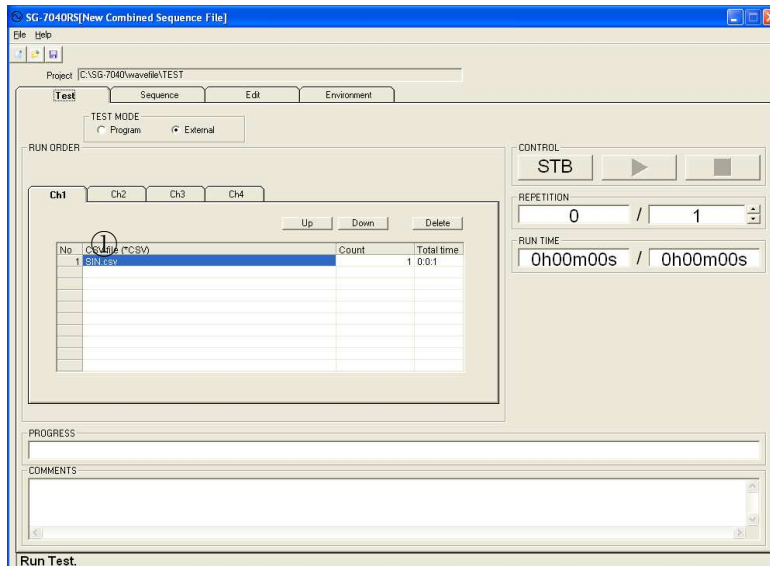 SG-7040RS[New Combined Sequence File]
File Help
Project C:\SG-7040\wavefile\TEST
Test Sequence Edit Environment
TEST MODE
Program External
RUN ORDER
CONTROL
STB
Ch1 Ch2 Ch3 Ch4
REPETITION
0 / 1
Up Down Delete
RUN TIME
0h00m00s / 0h00m00s
①
No CSV file (*CSV) Count Total time
1 SIN.csv 1 0:0:1
PROGRESS
COMMENTS
Run Test.